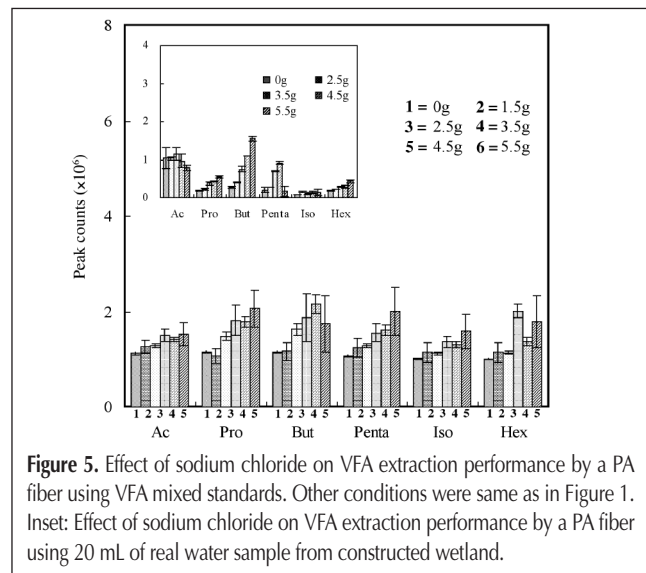 8
6
4
2
0
Peak counts (×10⁶)
4
3
2
1
0
0g 2.5g
3.5g 4.5g
5.5g
Ac Pro But Penta Iso Hex
1 = 0g 2 = 1.5g
3 = 2.5g 4 = 3.5g
5 = 4.5g 6 = 5.5g
1 2 3 4 5 1 2 3 4 5 1 2 3 4 5 1 2 3 4 5 1 2 3 4 5 1 2 3 4 5
Ac Pro But Penta Iso Hex
Figure 5. Effect of sodium chloride on VFA extraction performance by a PA
fiber using VFA mixed standards. Other conditions were same as in Figure 1.
Inset: Effect of sodium chloride on VFA extraction performance by a PA fiber
using 20 mL of real water sample from constructed wetland.